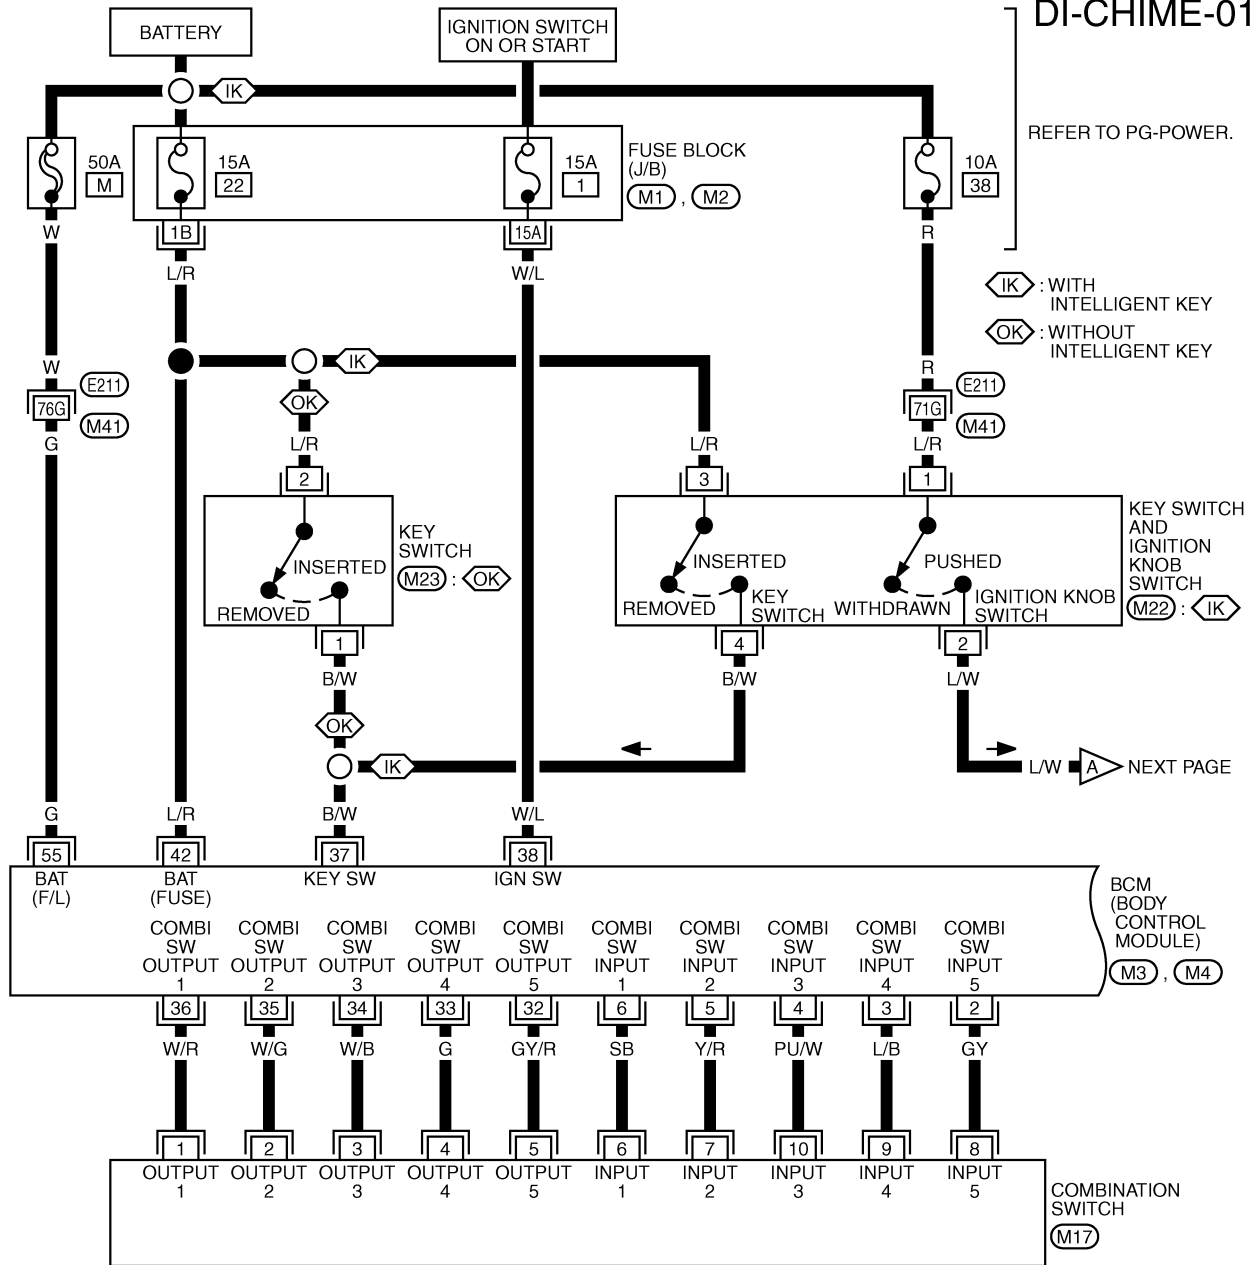 DI-CHIME-01
BATTERY
IGNITION SWITCH
ON OR START
IK
REFER TO PG-POWER.
50A
M
15A
22
15A
1
FUSE BLOCK
(J/B)
M1 , M2
10A
38
W
1B
15A
R
L/R
W/L
IK : WITH
INTELLIGENT KEY
OK : WITHOUT
INTELLIGENT KEY
W
IK
R
E211
76G
M41
G
OK
E211
71G
M41
L/R
L/R
L/R
2
3
1
KEY
SWITCH
M23 : OK
INSERTED
REMOVED
INSERTED
REMOVED
KEY
SWITCH
PUSHED
WITHDRAWN
IGNITION KNOB
SWITCH
KEY SWITCH
AND
IGNITION
KNOB
SWITCH
M22 : IK
1
4
2
B/W
B/W
L/W
OK
IK
L/W
A
NEXT PAGE
G
L/R
B/W
W/L
55
42
37
38
BAT
(F/L)
BAT
(FUSE)
KEY SW
IGN SW
BCM
(BODY
CONTROL
MODULE)
M3 , M4
COMBI
SW
OUTPUT
1
COMBI
SW
OUTPUT
2
COMBI
SW
OUTPUT
3
COMBI
SW
OUTPUT
4
COMBI
SW
OUTPUT
5
COMBI
SW
INPUT
1
COMBI
SW
INPUT
2
COMBI
SW
INPUT
3
COMBI
SW
INPUT
4
COMBI
SW
INPUT
5
36 35 34 33 32 6 5 4 3 2
W/R W/G W/B G GY/R SB Y/R PU/W L/B GY
1 2 3 4 5 6 7 10 9 8
OUTPUT
1
OUTPUT
2
OUTPUT
3
OUTPUT
4
OUTPUT
5
INPUT
1
INPUT
2
INPUT
3
INPUT
4
INPUT
5
COMBINATION
SWITCH
M17